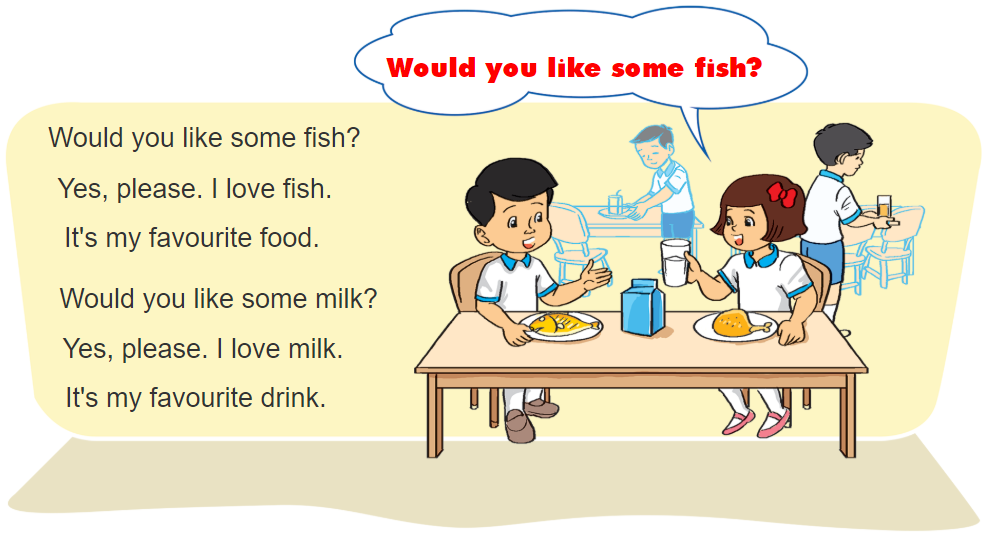 Would you like some fish?
Would you like some fish?
Yes, please. I love fish.
It's my favourite food.
Would you like some milk?
Yes, please. I love milk.
It's my favourite drink.